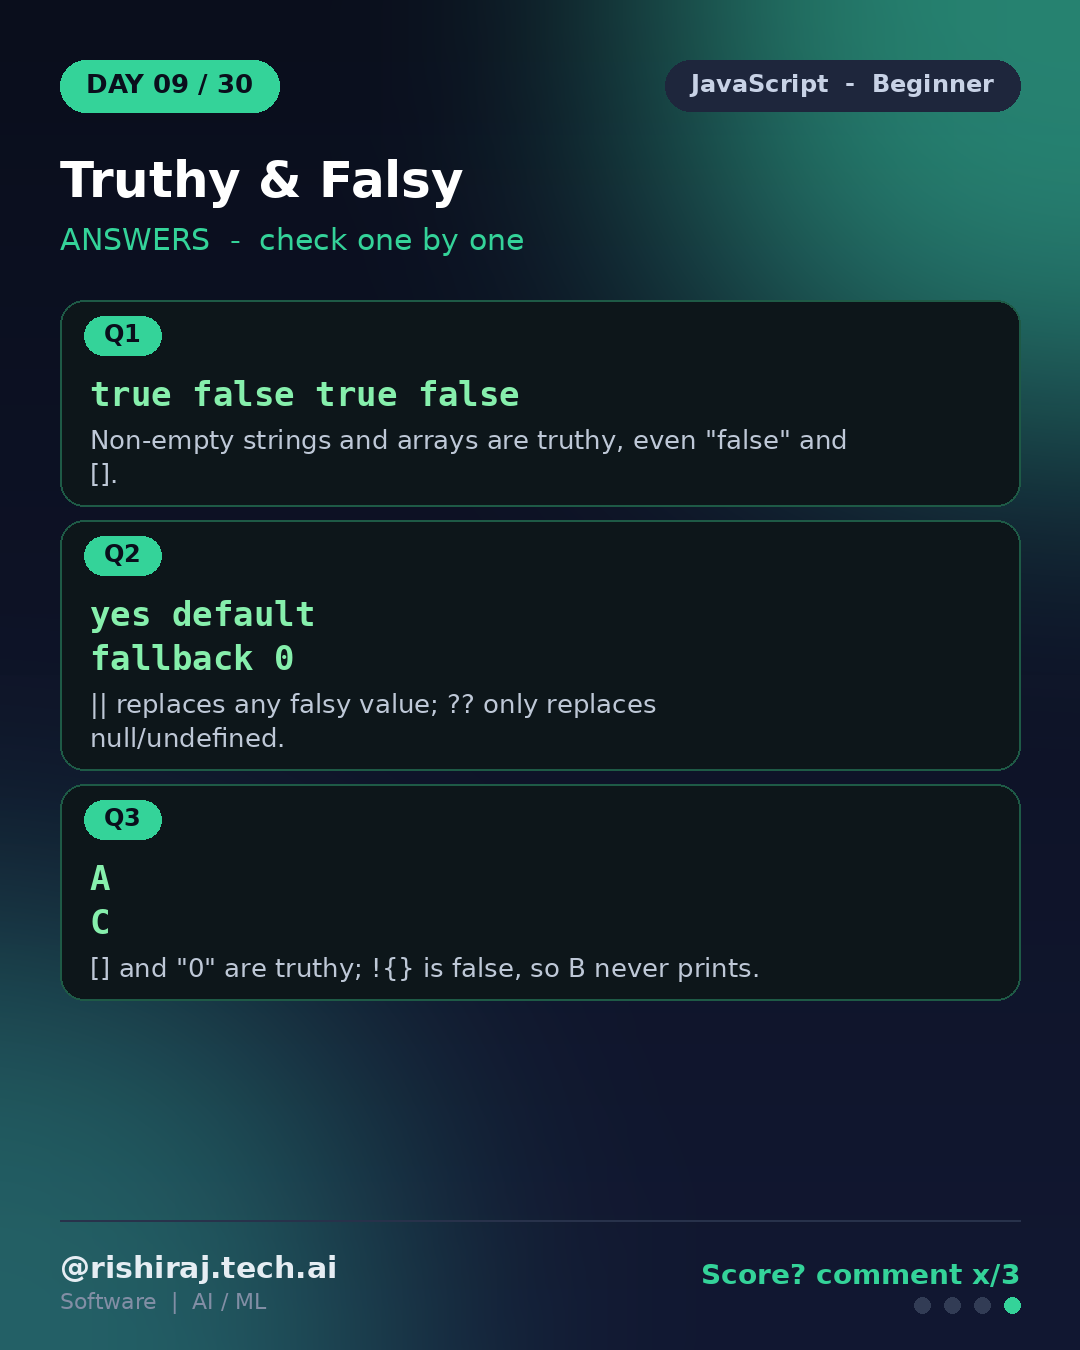 DAY 09 / 30
JavaScript - Beginner
Truthy & Falsy
ANSWERS - check one by one
Q1
true false true false
Non-empty strings and arrays are truthy, even "false" and
[].
Q2
yes default
fallback 0
|| replaces any falsy value; ?? only replaces
null/undefined.
Q3
A
C
[] and "0" are truthy; !{} is false, so B never prints.
@rishiraj.tech.ai
Software | AI / ML
Score? comment x/3